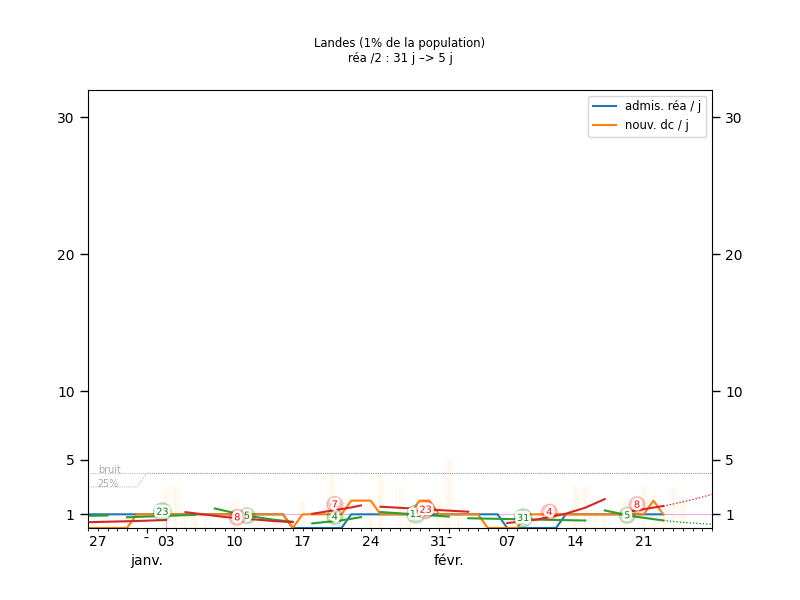 Landes (1% de la population)
réa /2 : 31 j –> 5 j
admis. réa / j
nouv. dc / j
30 30
20 20
10 10
5 5
1 1
bruit
25%
23 8 5 7 4 23 31 4 5 8
27 03 10 17 24 31 07 14 21
janv. févr.